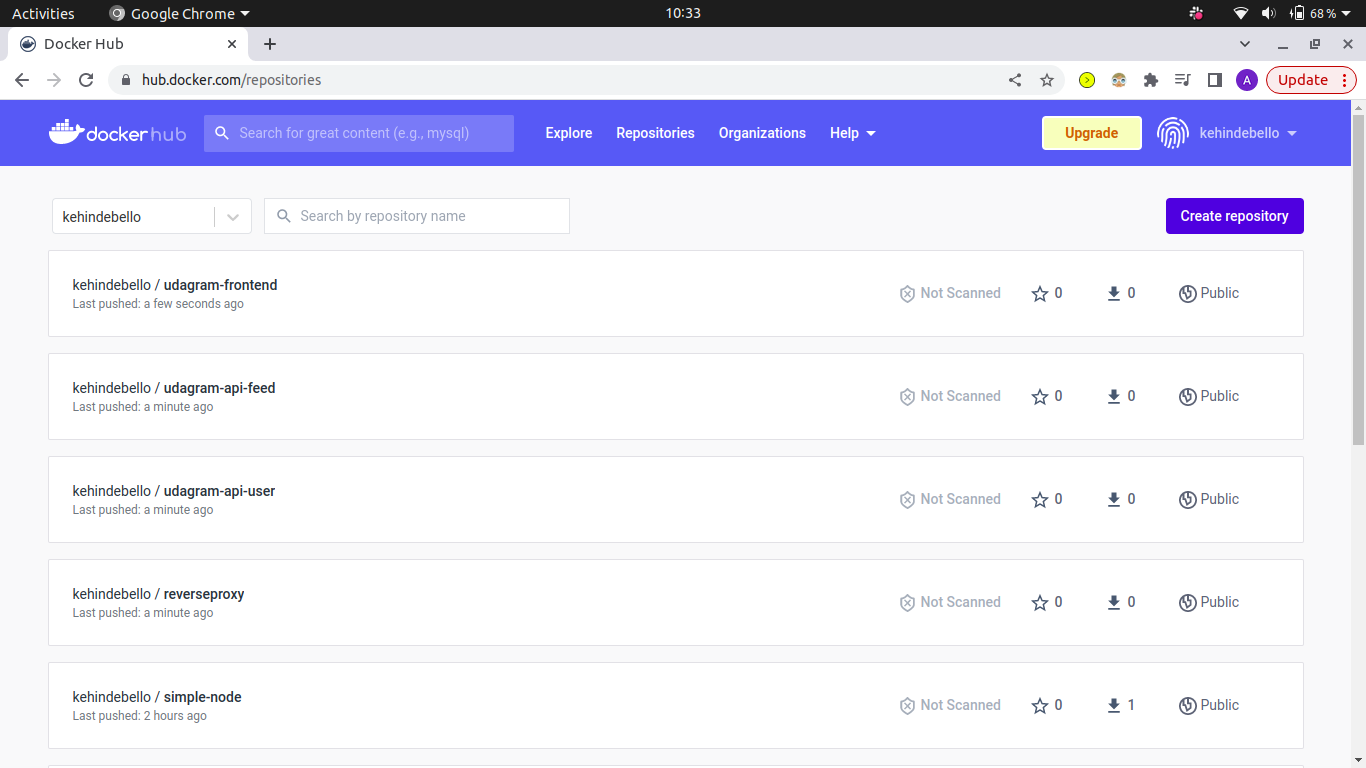 Activities Google Chrome 10:33 68 %
Docker Hub
hub.docker.com/repositories A Update
dockerhub Search for great content (e.g., mysql) Explore Repositories Organizations Help Upgrade kehindebello
kehindebello Search by repository name Create repository
kehindebello / udagram-frontend
Last pushed: a few seconds ago
Not Scanned 0 0 Public
kehindebello / udagram-api-feed
Last pushed: a minute ago
Not Scanned 0 0 Public
kehindebello / udagram-api-user
Last pushed: a minute ago
Not Scanned 0 0 Public
kehindebello / reverseproxy
Last pushed: a minute ago
Not Scanned 0 0 Public
kehindebello / simple-node
Last pushed: 2 hours ago
Not Scanned 0 1 Public